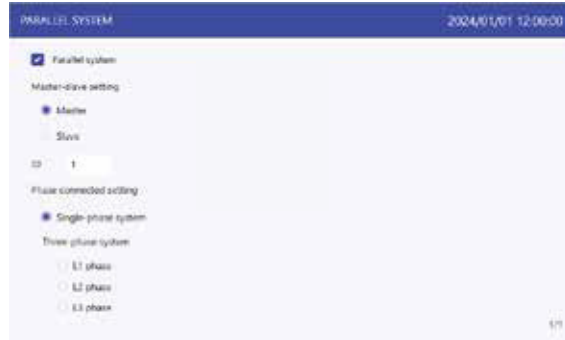 PARALLEL SYSTEM 2024/01/01 12:00:00
Parallel system
Master-slave setting
Master
Slave
ID 1
Phase connected setting
Single-phase system
Three-phase system
L1 phase
L2 phase
L3 phase
1/1